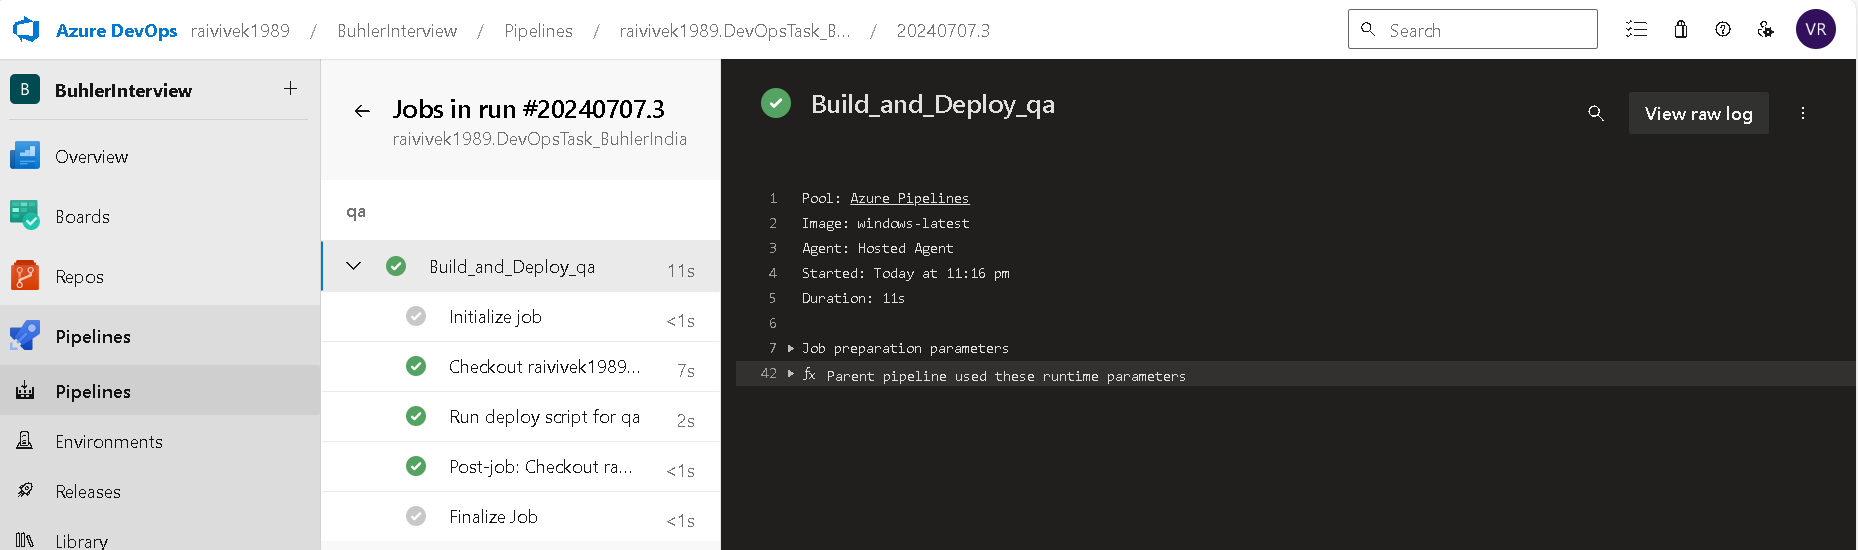 Azure DevOps raivivek1989 / BuhlerInterview / Pipelines / raivivek1989.DevOpsTask_B... / 20240707.3
Search
VR
B BuhlerInterview +
Overview
Boards
Repos
Pipelines
Pipelines
Environments
Releases
Library
Jobs in run #20240707.3
raivivek1989.DevOpsTask_BuhlerIndia
qa
Build_and_Deploy_qa 11s
Initialize job <1s
Checkout raivivek1989... 7s
Run deploy script for qa 2s
Post-job: Checkout ra... <1s
Finalize Job <1s
Build_and_Deploy_qa
View raw log
1 Pool: Azure Pipelines
2 Image: windows-latest
3 Agent: Hosted Agent
4 Started: Today at 11:16 pm
5 Duration: 11s
6
7 Job preparation parameters
42 fx Parent pipeline used these runtime parameters